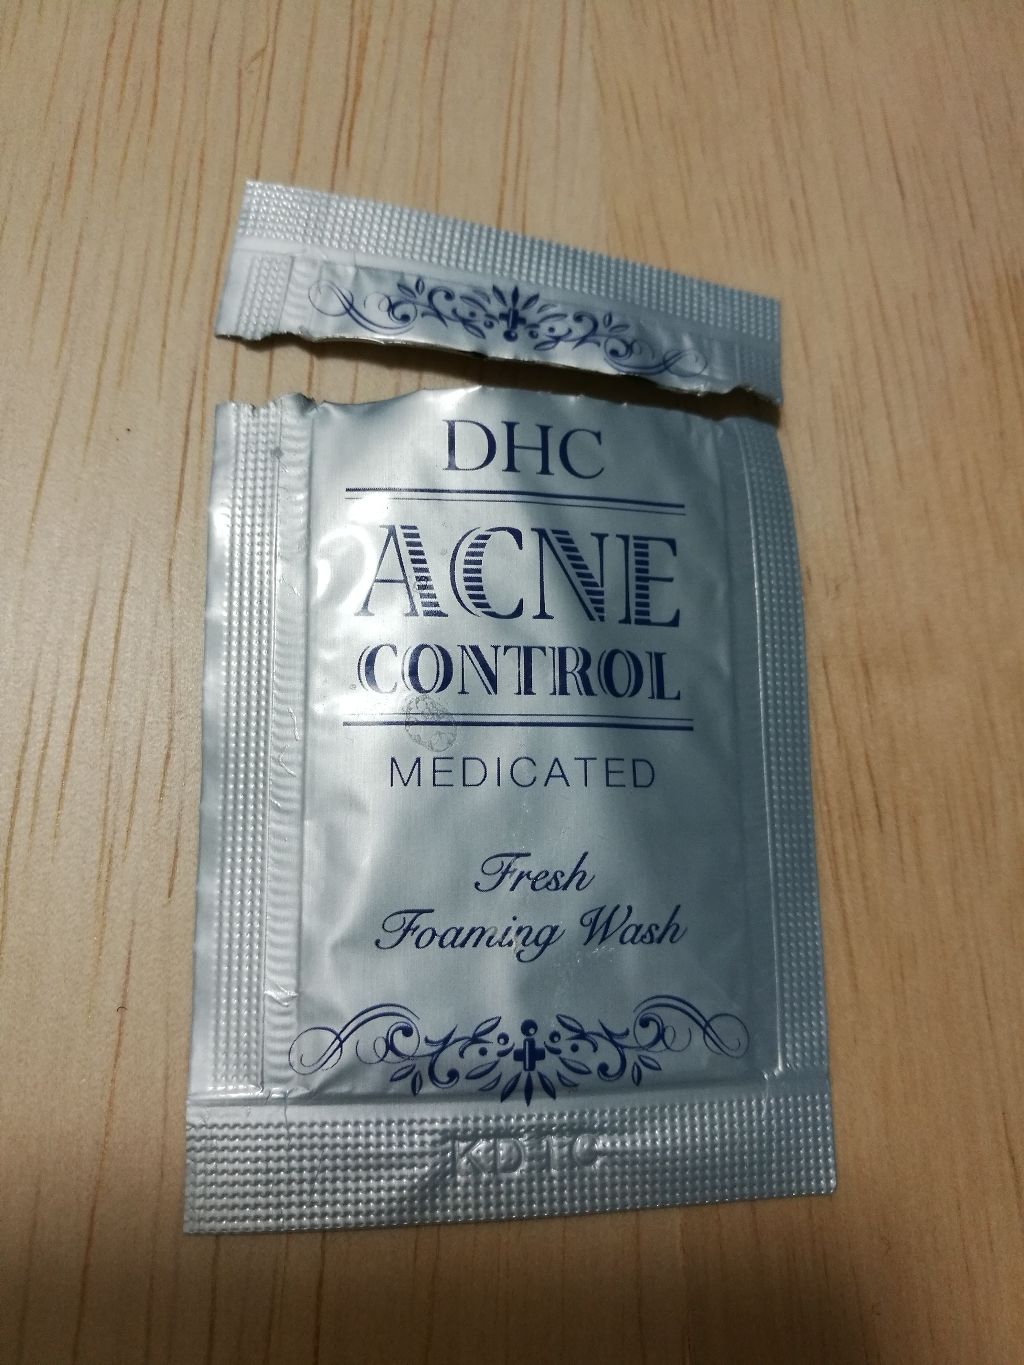 DHC
ACNE
CONTROL
MEDICATED
Fresh
Foaming Wash